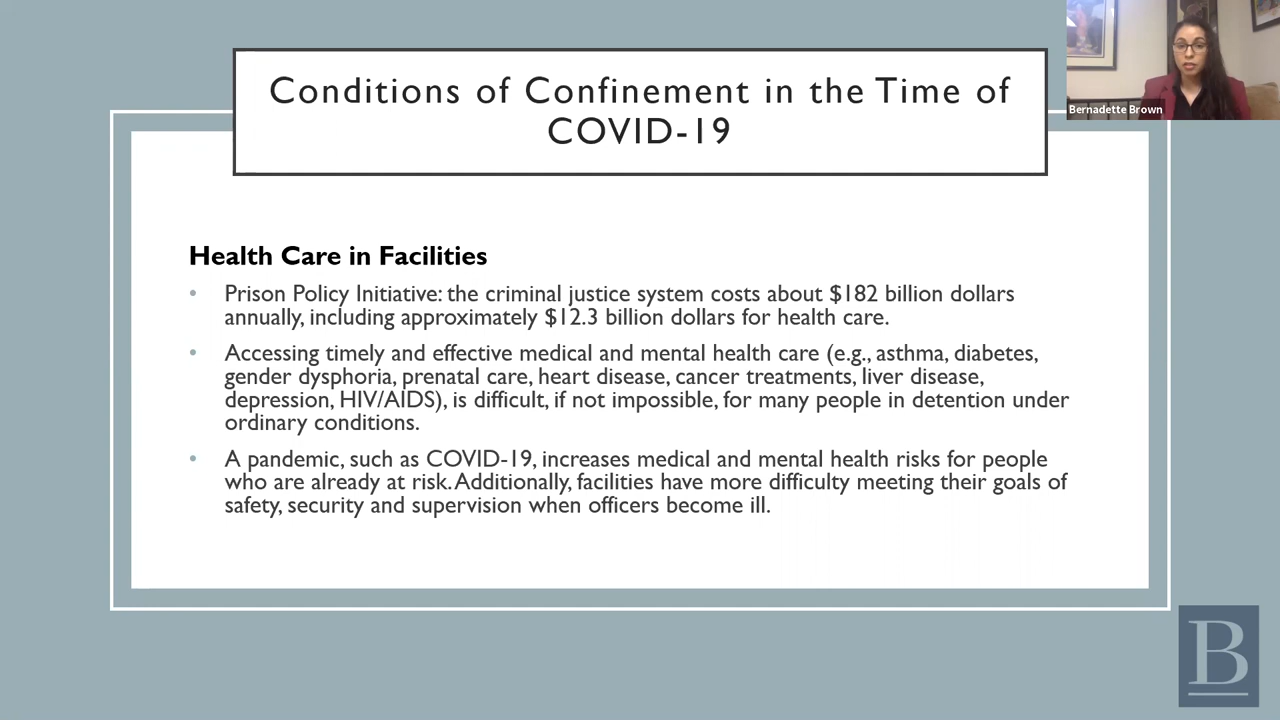 Conditions of Confinement in the Time of
COVID-19
Bernadette Brown
Health Care in Facilities
• Prison Policy Initiative: the criminal justice system costs about $182 billion dollars
annually, including approximately $12.3 billion dollars for health care.
• Accessing timely and effective medical and mental health care (e.g., asthma, diabetes,
gender dysphoria, prenatal care, heart disease, cancer treatments, liver disease,
depression, HIV/AIDS), is difficult, if not impossible, for many people in detention under
ordinary conditions.
• A pandemic, such as COVID-19, increases medical and mental health risks for people
who are already at risk. Additionally, facilities have more difficulty meeting their goals of
safety, security and supervision when officers become ill.
B